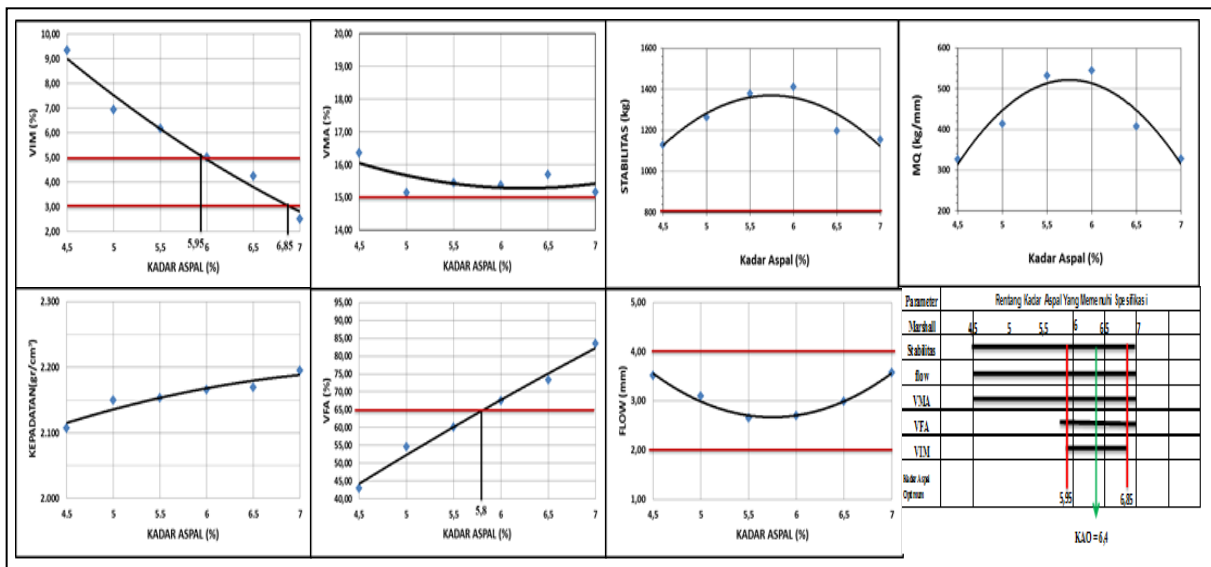 VIM (%)
10,00
9,00
8,00
7,00
6,00
5,00
4,00
3,00
2,00
4,5 5 5,5 6 6,5 7
5,95 6,85
KADAR ASPAL (%)
VMA (%)
20,00
19,00
18,00
17,00
16,00
15,00
14,00
4,5 5 5,5 6 6,5 7
KADAR ASPAL (%)
STABILITAS (kg)
1600
1400
1200
1000
800
4,5 5 5,5 6 6,5 7
Kadar Aspal (%)
MQ (kg/mm)
600
500
400
300
200
4,5 5 5,5 6 6,5 7
Kadar Aspal (%)
KEPADATAN(gr/cm³)
2.300
2.200
2.100
2.000
4,5 5 5,5 6 6,5 7
KADAR ASPAL (%)
VFA (%)
95,00
90,00
85,00
80,00
75,00
70,00
65,00
60,00
55,00
50,00
45,00
40,00
4,5 5 5,5 6 6,5 7
5,8
KADAR ASPAL (%)
FLOW (mm)
5,00
4,00
3,00
2,00
1,00
4,5 5 5,5 6 6,5 7
KADAR ASPAL (%)
Parameter Rentang Kadar Aspal Yang Memenuhi Spesifikasi
Marshall 4,5 5 5,5 6 6,5 7
Stabilitas
flow
VMA
VFA
VIM
Kadar Aspal
Optimum
5,95 6,85
KAO = 6,4